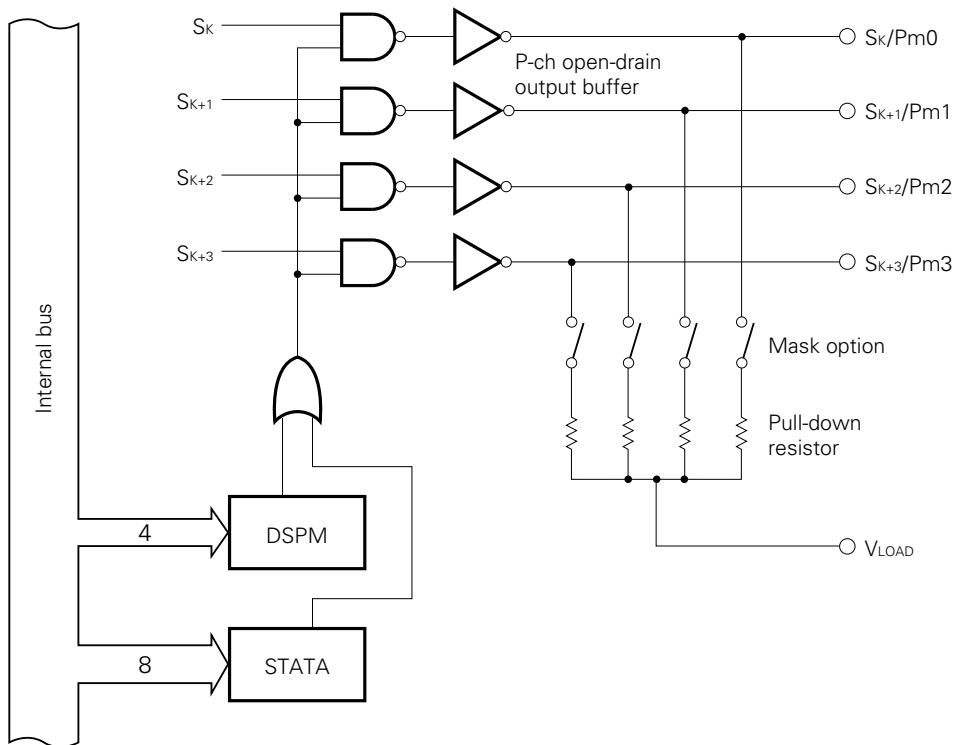 SK
SK/Pm0
P-ch open-drain
output buffer
SK+1
SK+1/Pm1
SK+2
SK+2/Pm2
SK+3
SK+3/Pm3
Internal bus
Mask option
Pull-down
resistor
4
DSPM
VLOAD
8
STATA